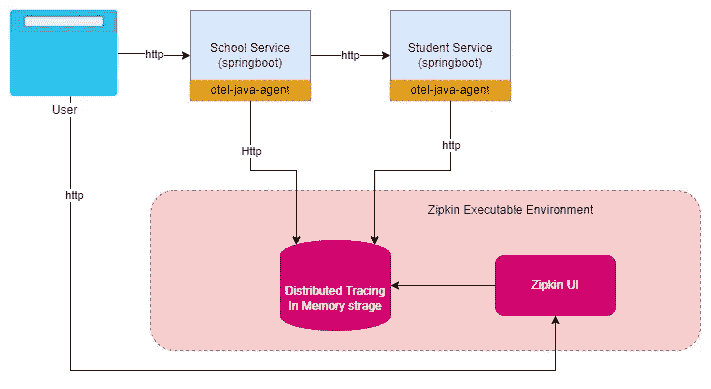 http
School Service
(springboot)
http
Student Service
(springboot)
otel-java-agent
otel-java-agent
User
Http
http
http
Zipkin Executable Environment
Distributed Tracing
In Memory strage
Zipkin UI